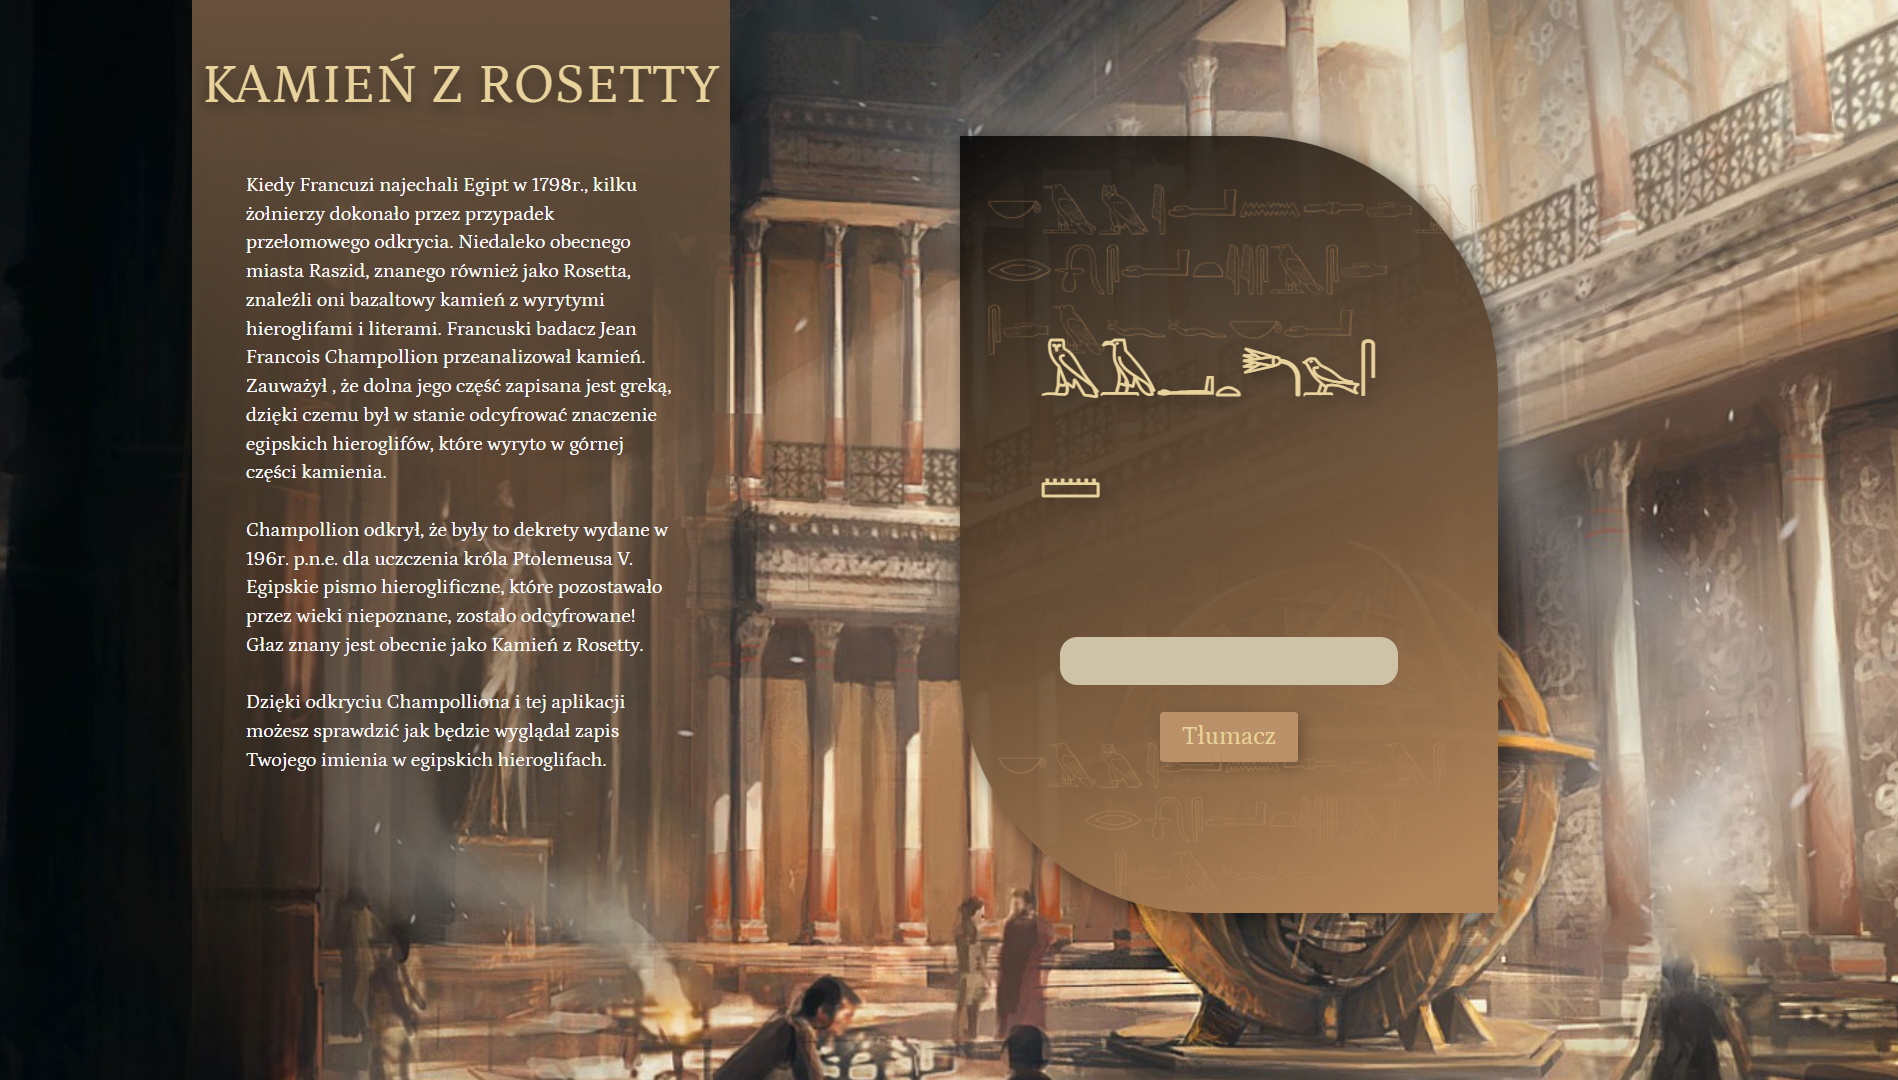 KAMIEŃ Z ROSETTY
Kiedy Francuzi najechali Egipt w 1798r., kilku
żołnierzy dokonało przez przypadek
przełomowego odkrycia. Niedaleko obecnego
miasta Raszid, znanego również jako Rosetta,
znaleźli oni bazaltowy kamień z wyrytymi
hieroglifami i literami. Francuski badacz Jean
Francois Champollion przeanalizował kamień.
Zauważył , że dolna jego część zapisana jest greką,
dzięki czemu był w stanie odcyfrować znaczenie
egipskich hieroglifów, które wyryto w górnej
części kamienia.
Champollion odkrył, że były to dekrety wydane w
196r. p.n.e. dla uczczenia króla Ptolemeusa V.
Egipskie pismo hieroglificzne, które pozostawało
przez wieki niepoznane, zostało odcyfrowane!
Głaz znany jest obecnie jako Kamień z Rosetty.
Dzięki odkryciu Champolliona i tej aplikacji
możesz sprawdzić jak będzie wyglądał zapis
Twojego imienia w egipskich hieroglifach.
𓅓𓄿𓂝𓏏𓆼𓅱𓋴
𓏠
Tłumacz